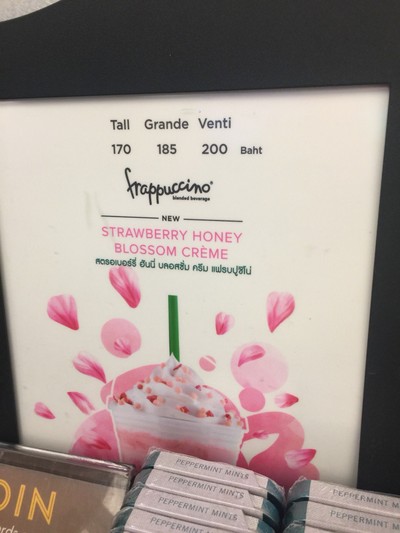 Tall Grande Venti
170 185 200 Baht
frappuccino®
blended beverage
NEW
STRAWBERRY HONEY
BLOSSOM CRÈME
สตรอเบอร์รี่ ฮันนี่ บลอสซั่ม ครีม แฟรบปูชิโน่
PEPPERMINT MINTS
PEPPERMINT MINTS
PEPPERMINT MINTS
PEPPERMINT MINTS
PEPPERMINT MINTS
OIN